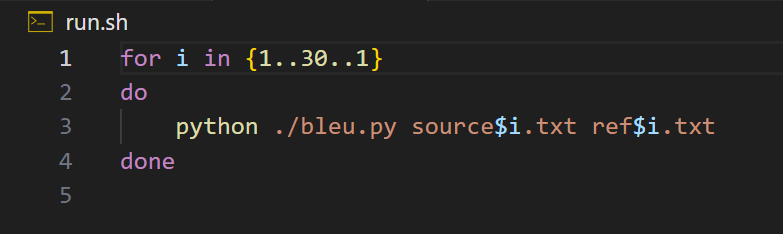 run.sh
1 for i in {1..30..1}
2 do
3 python ./bleu.py source$i.txt ref$i.txt
4 done
5